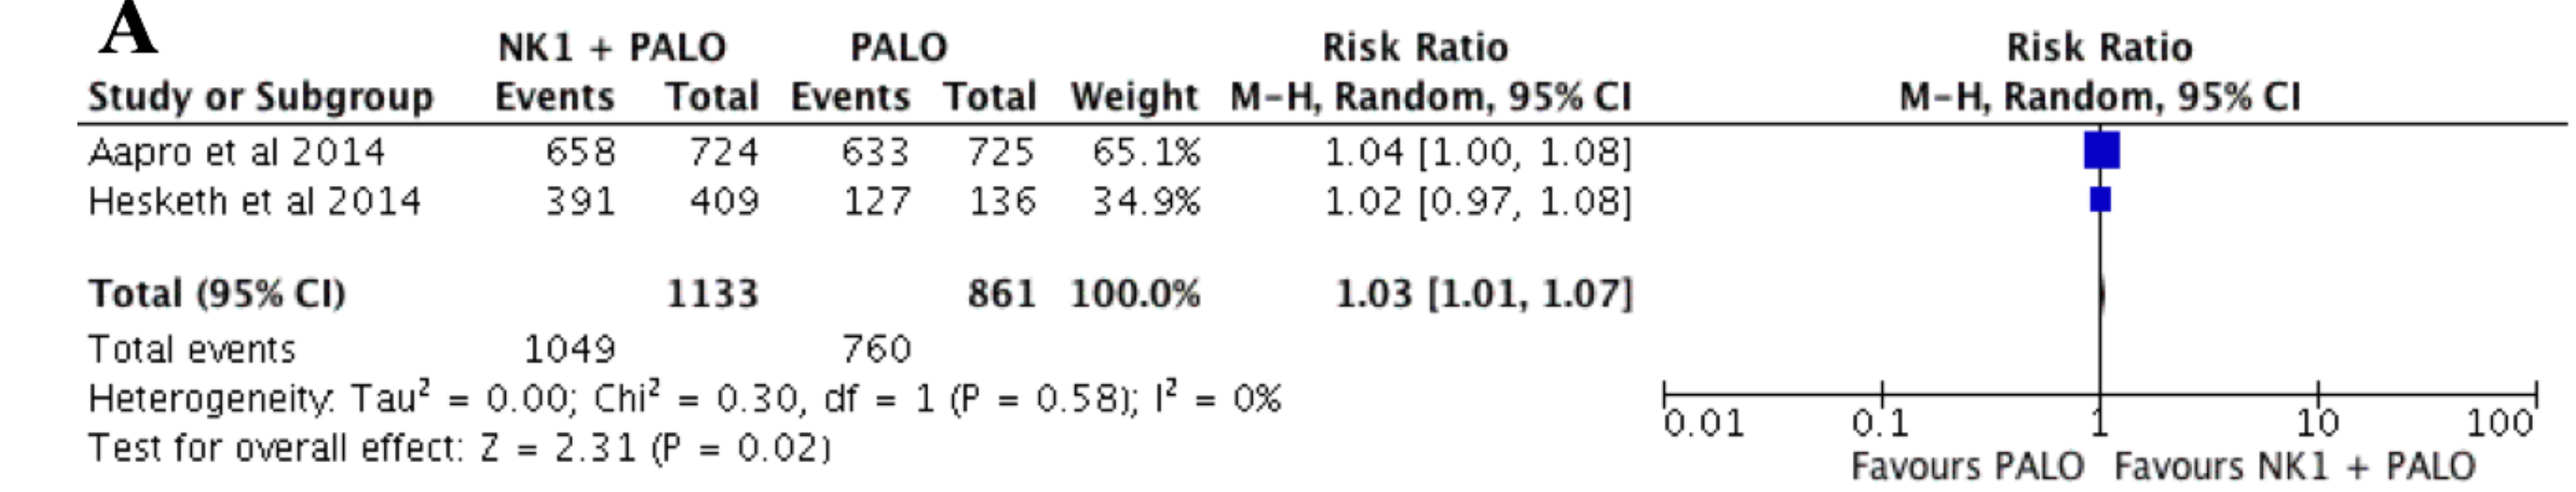 A
NK1 + PALO PALO Risk Ratio Risk Ratio
Study or Subgroup Events Total Events Total Weight M-H, Random, 95% CI M-H, Random, 95% CI
Aapro et al 2014 658 724 633 725 65.1% 1.04 [1.00, 1.08]
Hesketh et al 2014 391 409 127 136 34.9% 1.02 [0.97, 1.08]
Total (95% CI) 1133 861 100.0% 1.03 [1.01, 1.07]
Total events 1049 760
Heterogeneity: Tau² = 0.00; Chi² = 0.30, df = 1 (P = 0.58); I² = 0%
Test for overall effect: Z = 2.31 (P = 0.02)
0.01 0.1 1 10 100
Favours PALO Favours NK1 + PALO